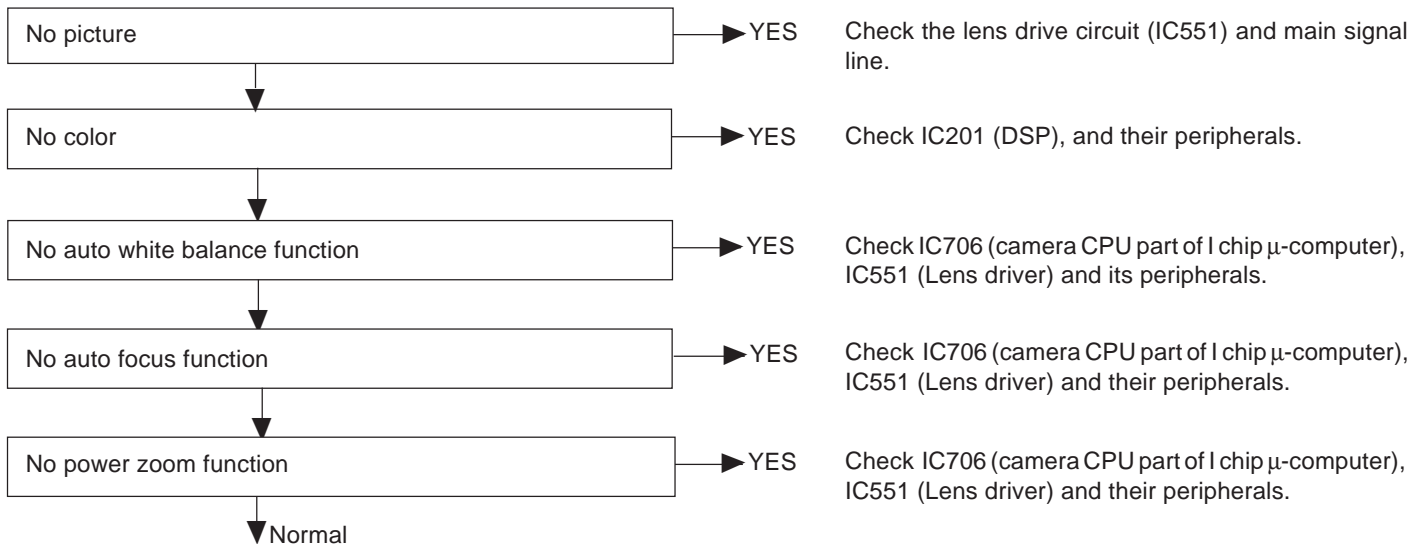 No picture
YES
Check the lens drive circuit (IC551) and main signal
line.
No color
YES
Check IC201 (DSP), and their peripherals.
No auto white balance function
YES
Check IC706 (camera CPU part of I chip μ-computer),
IC551 (Lens driver) and its peripherals.
No auto focus function
YES
Check IC706 (camera CPU part of I chip μ-computer),
IC551 (Lens driver) and their peripherals.
No power zoom function
YES
Check IC706 (camera CPU part of I chip μ-computer),
IC551 (Lens driver) and their peripherals.
Normal